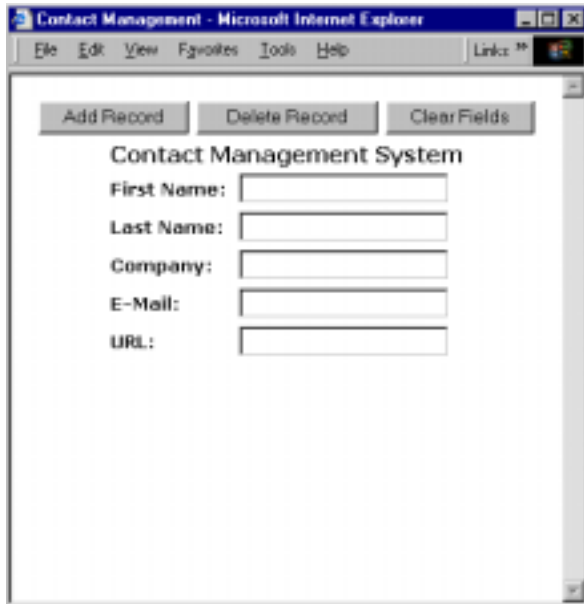 Contact Management - Microsoft Internet Explorer
File Edit View Favorites Tools Help Links »
Add Record Delete Record Clear Fields
Contact Management System
First Name:
Last Name:
Company:
E-Mail:
URL: